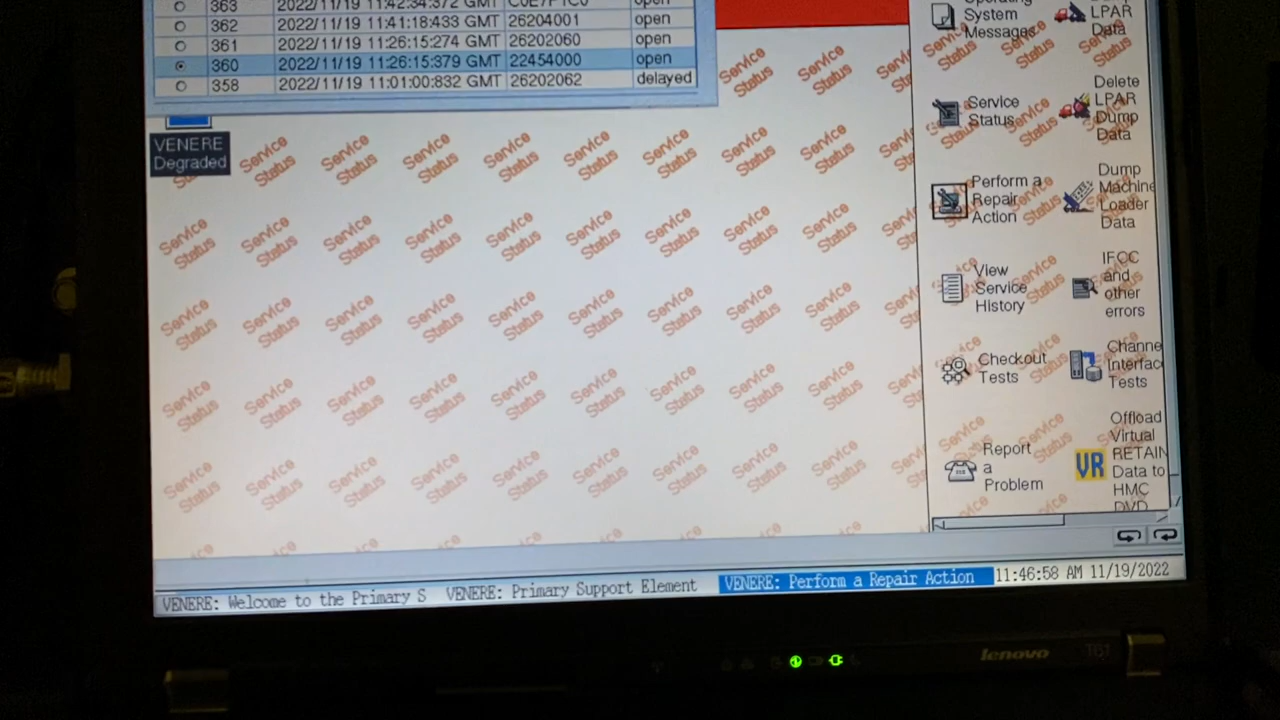 363 2022/11/19 11:42:34:372 GMT C0E7F1C0 open
362 2022/11/19 11:41:18:433 GMT 26204001 open
361 2022/11/19 11:26:15:274 GMT 26202060 open
360 2022/11/19 11:26:15:379 GMT 22454000 open
358 2022/11/19 11:01:00:832 GMT 26202062 delayed
VENERE
Degraded
Service
Status
Operating
System
Messages
LPAR
Data
Service
Status
Delete
LPAR
Dump
Data
Perform a
Repair
Action
Dump
Machine
Loader
Data
View
Service
History
IFCC
and
other
errors
Checkout
Tests
Channe
Interfac
Tests
Report
a
Problem
VR
Offload
Virtual
RETAIN
Data to
HMC
DVD
VENERE: Welcome to the Primary S VENERE: Primary Support Element VENERE: Perform a Repair Action 11:46:58 AM 11/19/2022
lenovo T61